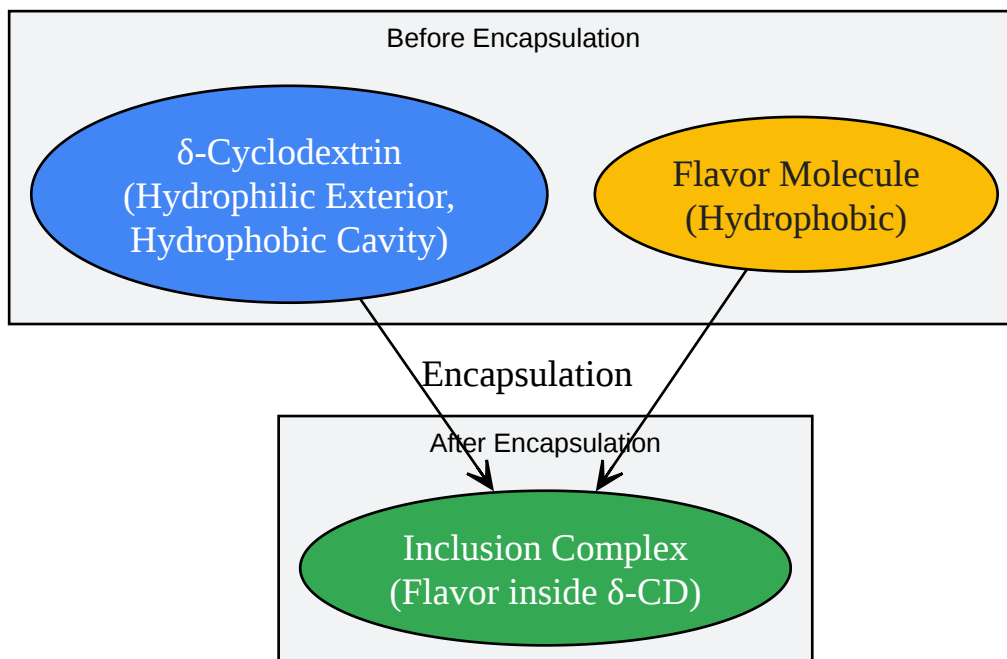 Before Encapsulation
δ-Cyclodextrin
(Hydrophilic Exterior,
Hydrophobic Cavity)
Flavor Molecule
(Hydrophobic)
Encapsulation
After Encapsulation
Inclusion Complex
(Flavor inside δ-CD)